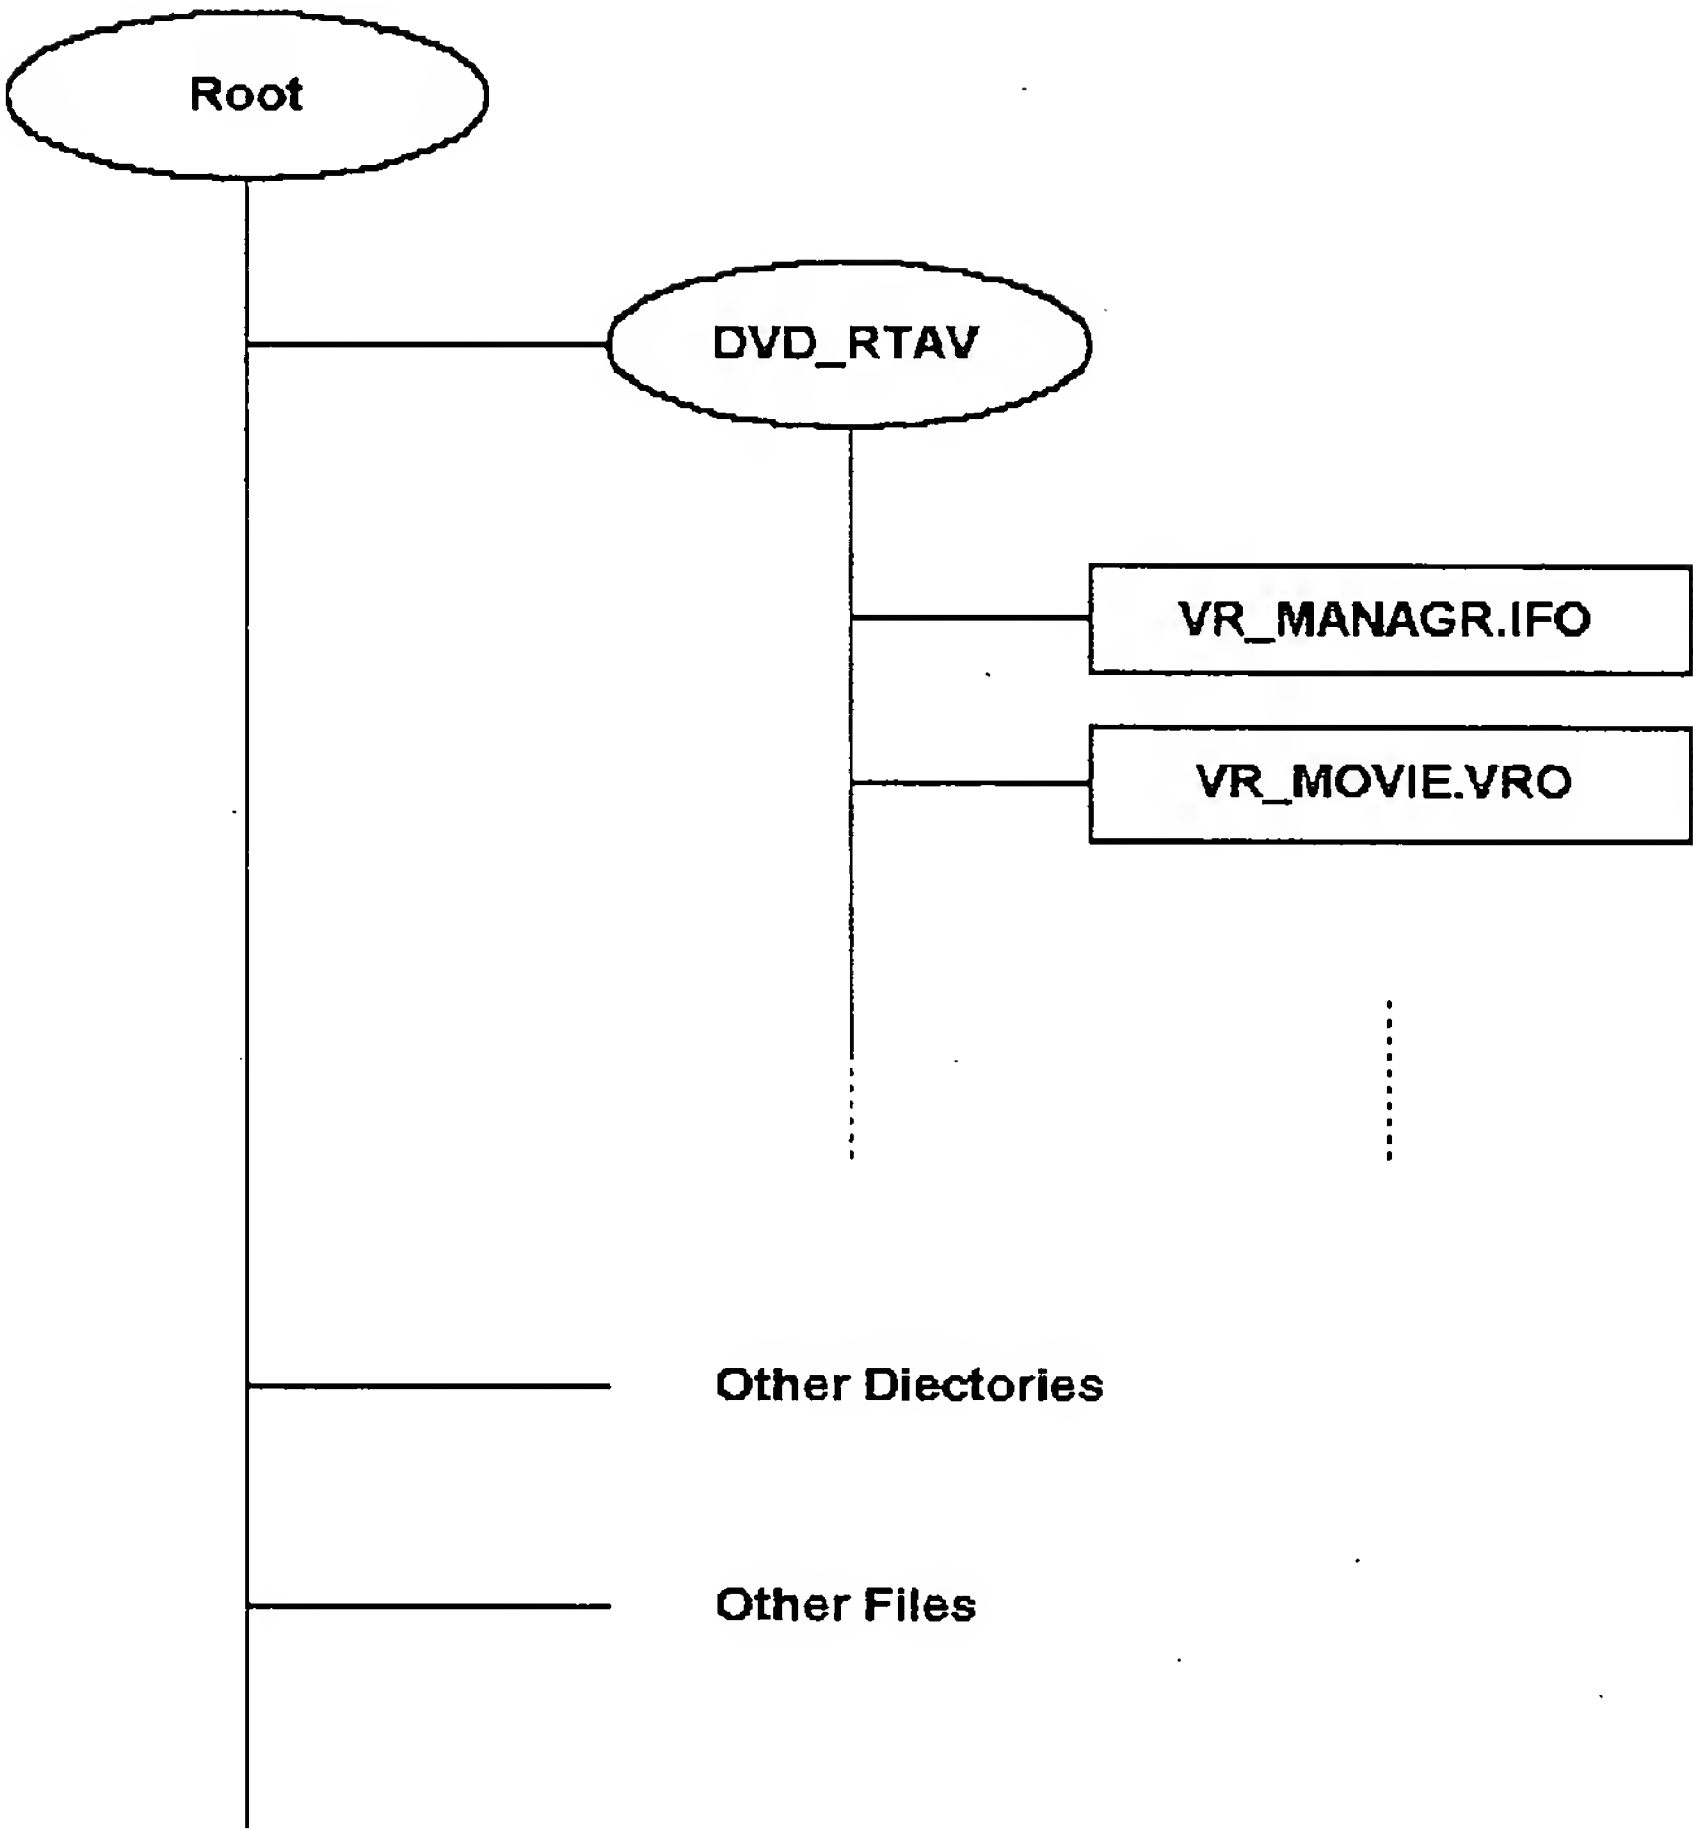 Root
DVD_RTAV
VR_MANAGR.IFO
VR_MOVIE.VRO
Other Diectories
Other Files